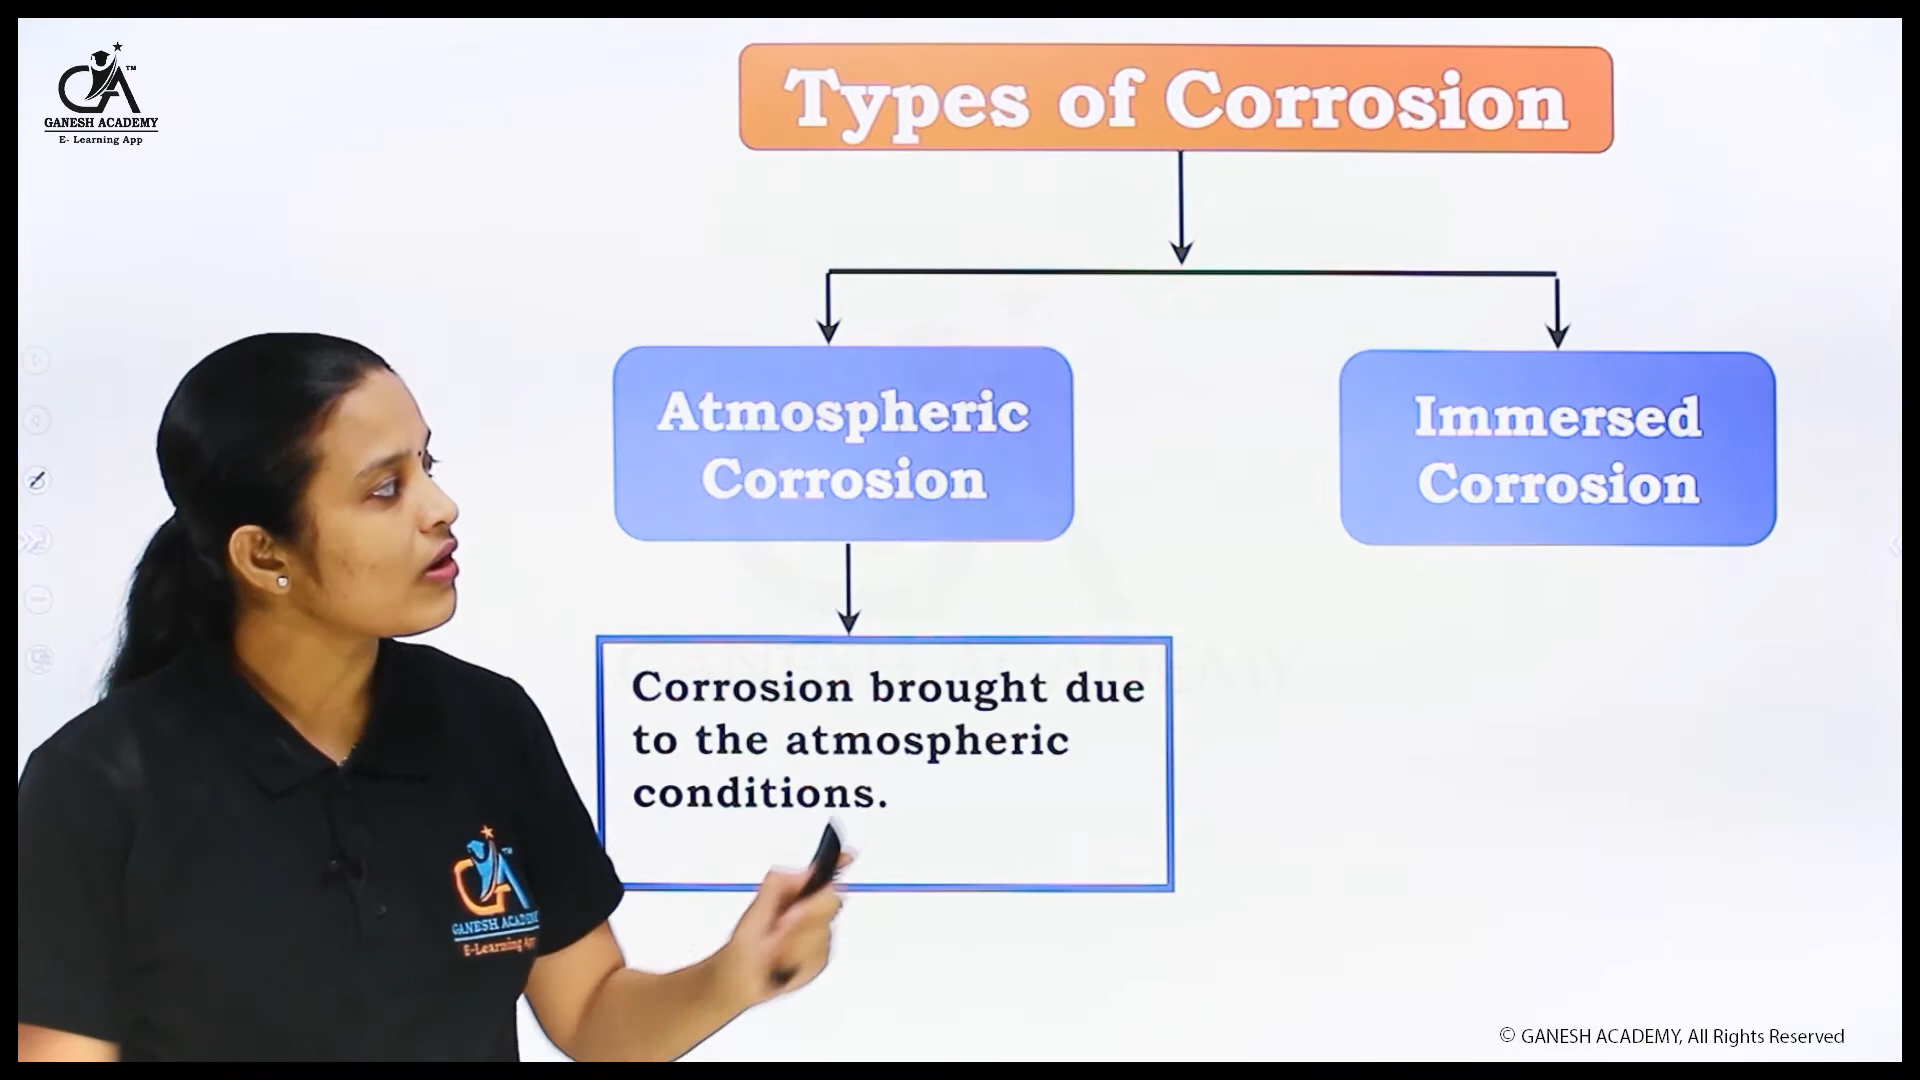 GANESH ACADEMY
E- Learning App
Types of Corrosion
Atmospheric
Corrosion
Immersed
Corrosion
Corrosion brought due
to the atmospheric
conditions.
GANESH ACADEMY
E-Learning App
© GANESH ACADEMY, All Rights Reserved